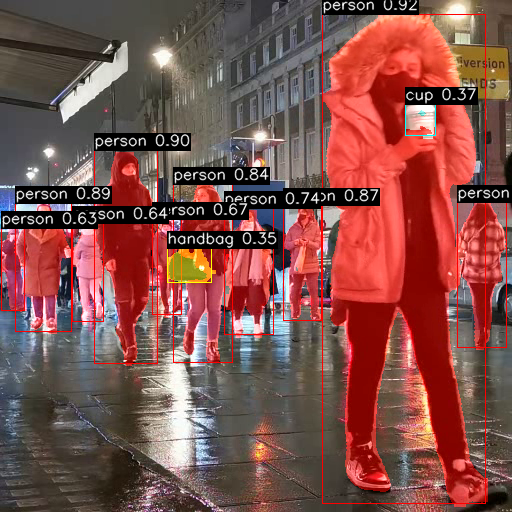 person 0.92
version
ENDS
cup 0.37
person 0.90
person 0.84
person 0.89
person 0.74
on 0.87
person
person 0.63
son 0.64
rson 0.67
handbag 0.35